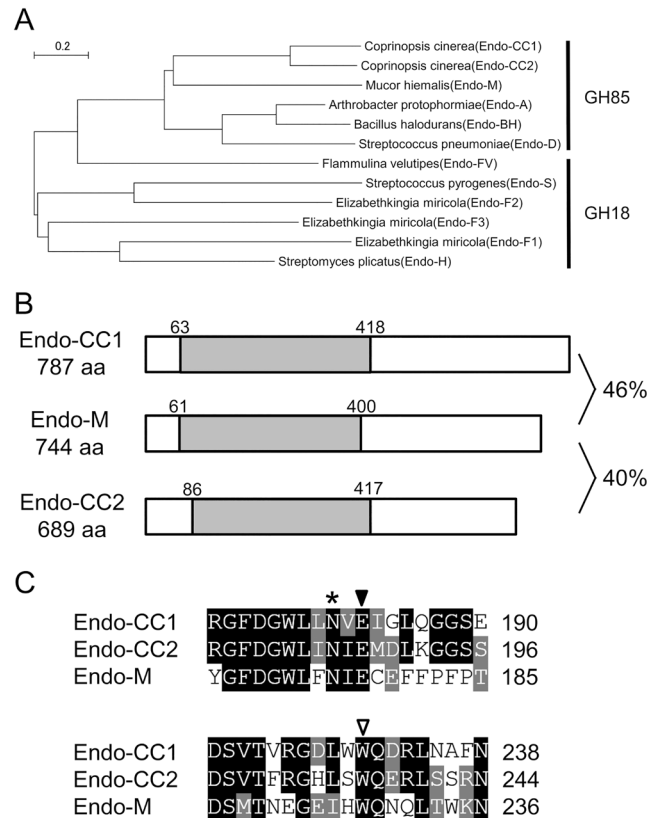 A
0.2
Coprinopsis cinerea(Endo-CC1)
Coprinopsis cinerea(Endo-CC2)
Mucor hiemalis(Endo-M)
Arthrobacter protophormiae(Endo-A)
Bacillus halodurans(Endo-BH)
Streptococcus pneumoniae(Endo-D)
GH85
Flammulina velutipes(Endo-FV)
Streptococcus pyrogenes(Endo-S)
Elizabethkingia miricola(Endo-F2)
Elizabethkingia miricola(Endo-F3)
Elizabethkingia miricola(Endo-F1)
Streptomyces plicatus(Endo-H)
GH18
B
Endo-CC1
787 aa
63 418
46%
Endo-M
744 aa
61 400
40%
Endo-CC2
689 aa
86 417
C
*
Endo-CC1 RGFDGWLLNVEIGLQGGSE 190
Endo-CC2 RGFDGWLINIEMDLKGGSS 196
Endo-M YGFDGWLFNIECEFFPFPT 185
Endo-CC1 DSVTVRGDLWWQDRLNAFN 238
Endo-CC2 DSVTFRGHLSWQERLSSRN 244
Endo-M DSMTNEGEIHWQNQLTWKN 236